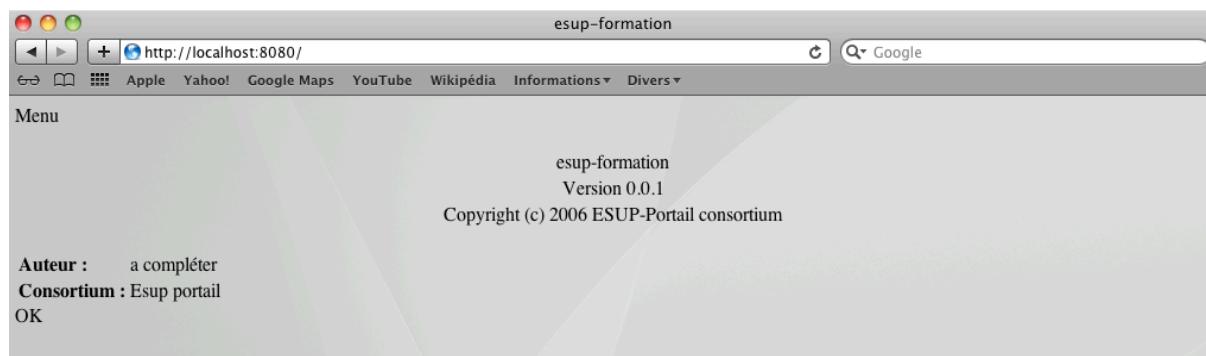 esup-formation
http://localhost:8080/
Google
Apple Yahoo! Google Maps YouTube Wikipédia Informations Divers
Menu
esup-formation
Version 0.0.1
Copyright (c) 2006 ESUP-Portail consortium
Auteur : a compléter
Consortium : Esup portail
OK